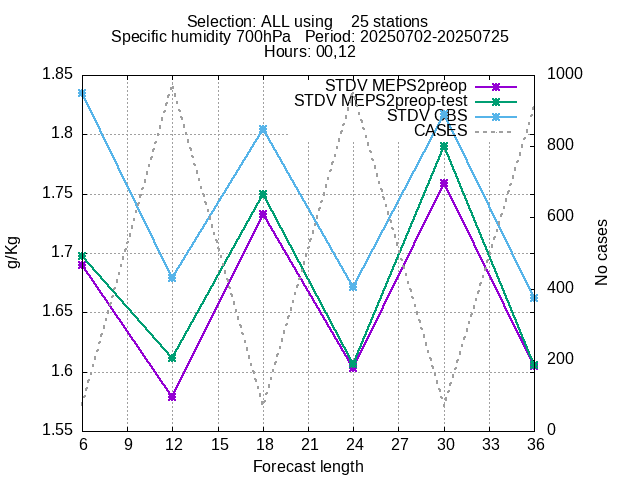 Selection: ALL using    25 stations
Specific humidity 700hPa   Period: 20250702-20250725
Hours: 00,12
STDV MEPS2preop
STDV MEPS2preop-test
STDV OBS
CASES
1.85
1.8
1.75
1.7
1.65
1.6
1.55
1000
800
600
400
200
0
g/Kg
No cases
6 9 12 15 18 21 24 27 30 33 36
Forecast length